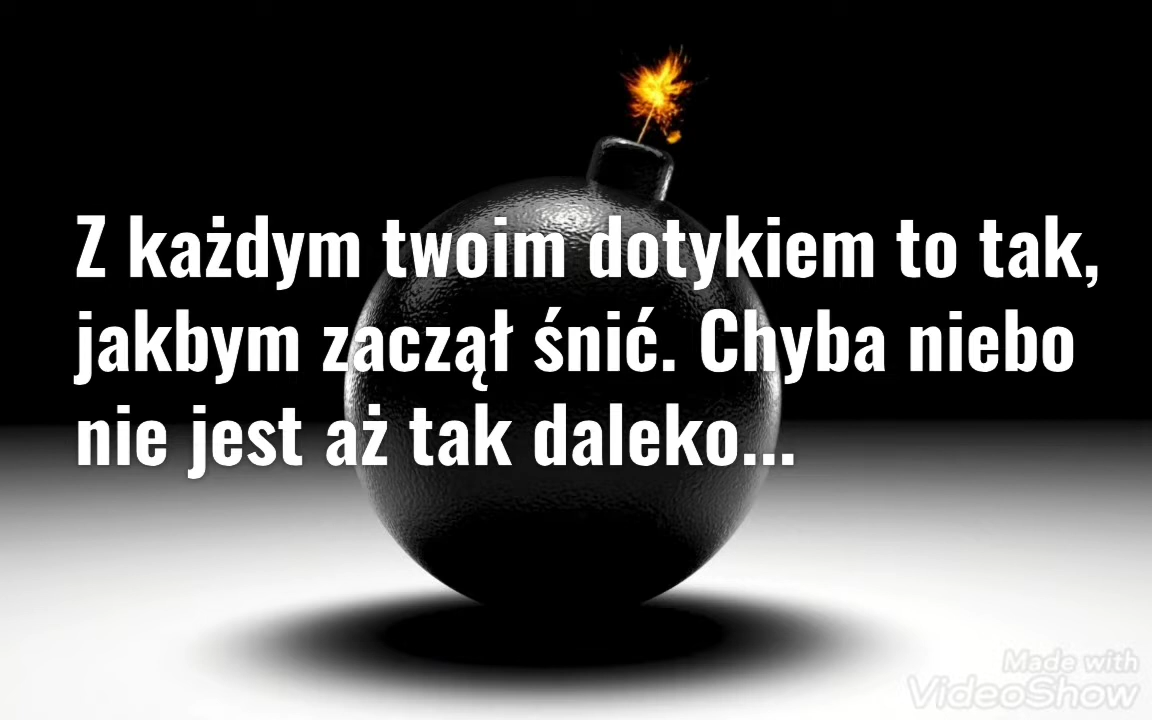 Z każdym twoim dotykiem to tak,
jakbym zaczął śnić. Chyba niebo
nie jest aż tak daleko...
Made with
VideoShow